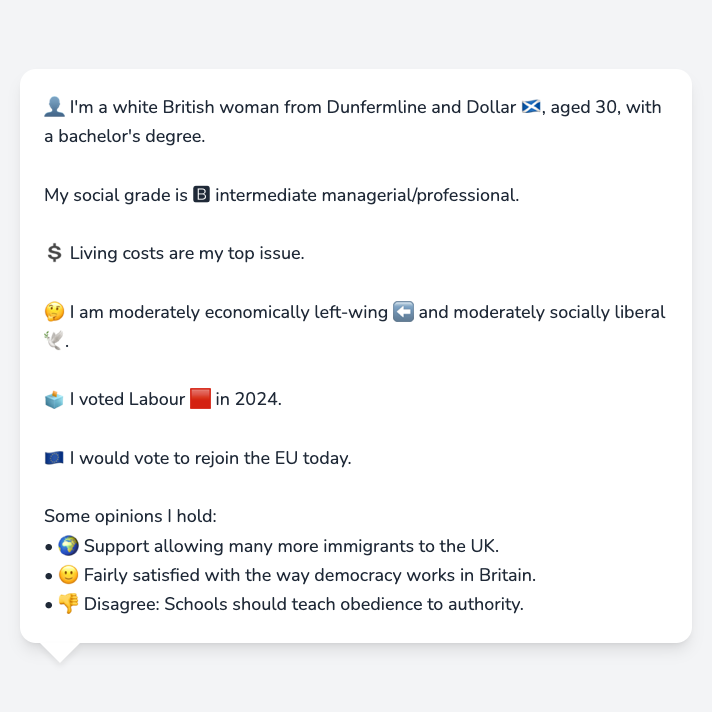 👤 I'm a white British woman from Dunfermline and Dollar 🏴󠁧󠁢󠁳󠁣󠁴󠁿, aged 30, with
a bachelor's degree.
My social grade is 🅱 intermediate managerial/professional.
💲 Living costs are my top issue.
🤔 I am moderately economically left-wing ⬅️ and moderately socially liberal
🕊️.
🗳️ I voted Labour 🟥 in 2024.
🇪🇺 I would vote to rejoin the EU today.
Some opinions I hold:
• 🌍 Support allowing many more immigrants to the UK.
• 🙂 Fairly satisfied with the way democracy works in Britain.
• 👎 Disagree: Schools should teach obedience to authority.